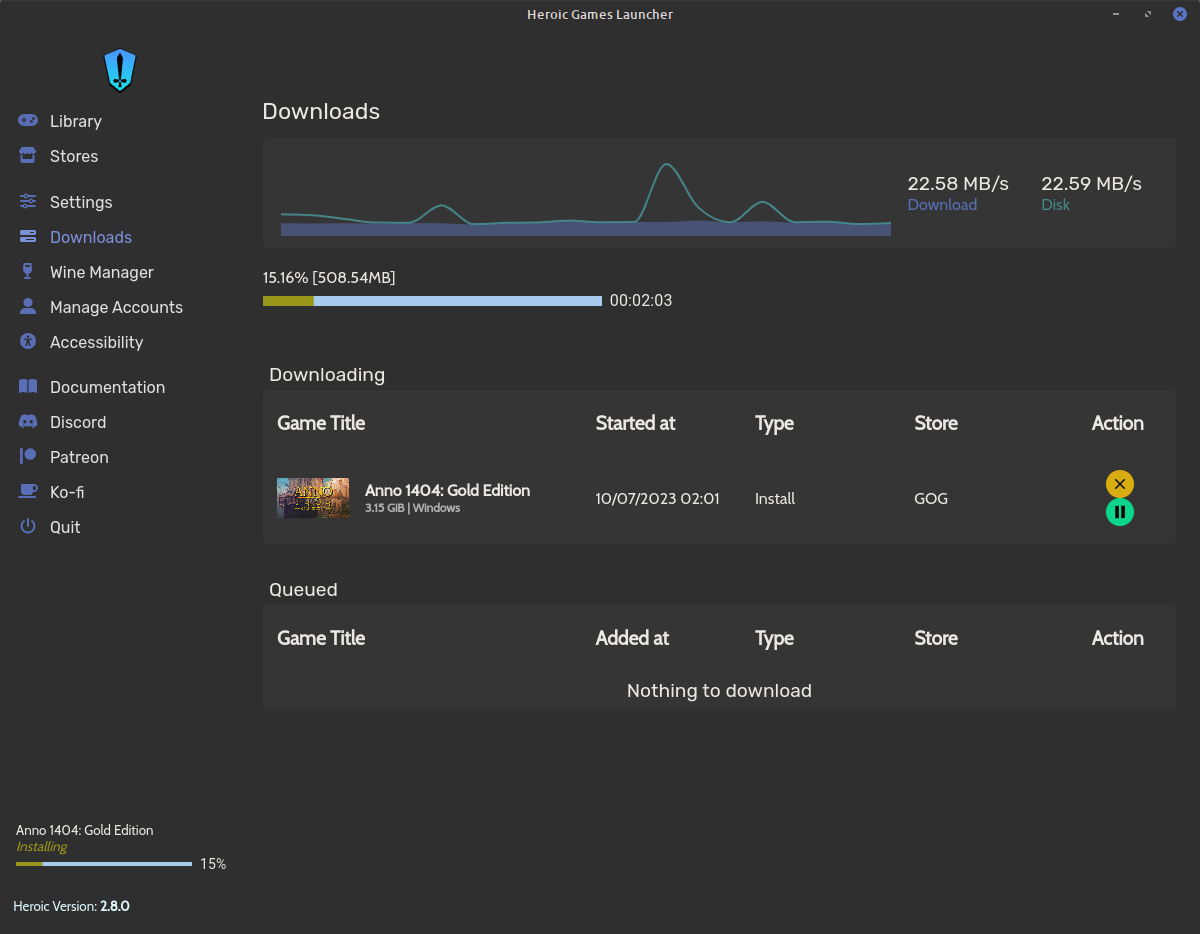 Heroic Games Launcher
Library
Stores
Settings
Downloads
Wine Manager
Manage Accounts
Accessibility
Documentation
Discord
Patreon
Ko-fi
Quit
Downloads
22.58 MB/s
Download
22.59 MB/s
Disk
15.16% [508.54MB]
00:02:03
Downloading
Game Title Started at Type Store Action
ANNO
1404
Anno 1404: Gold Edition
3.15 GiB | Windows
10/07/2023 02:01 Install GOG
Queued
Game Title Added at Type Store Action
Nothing to download
Anno 1404: Gold Edition
Installing
15%
Heroic Version: 2.8.0